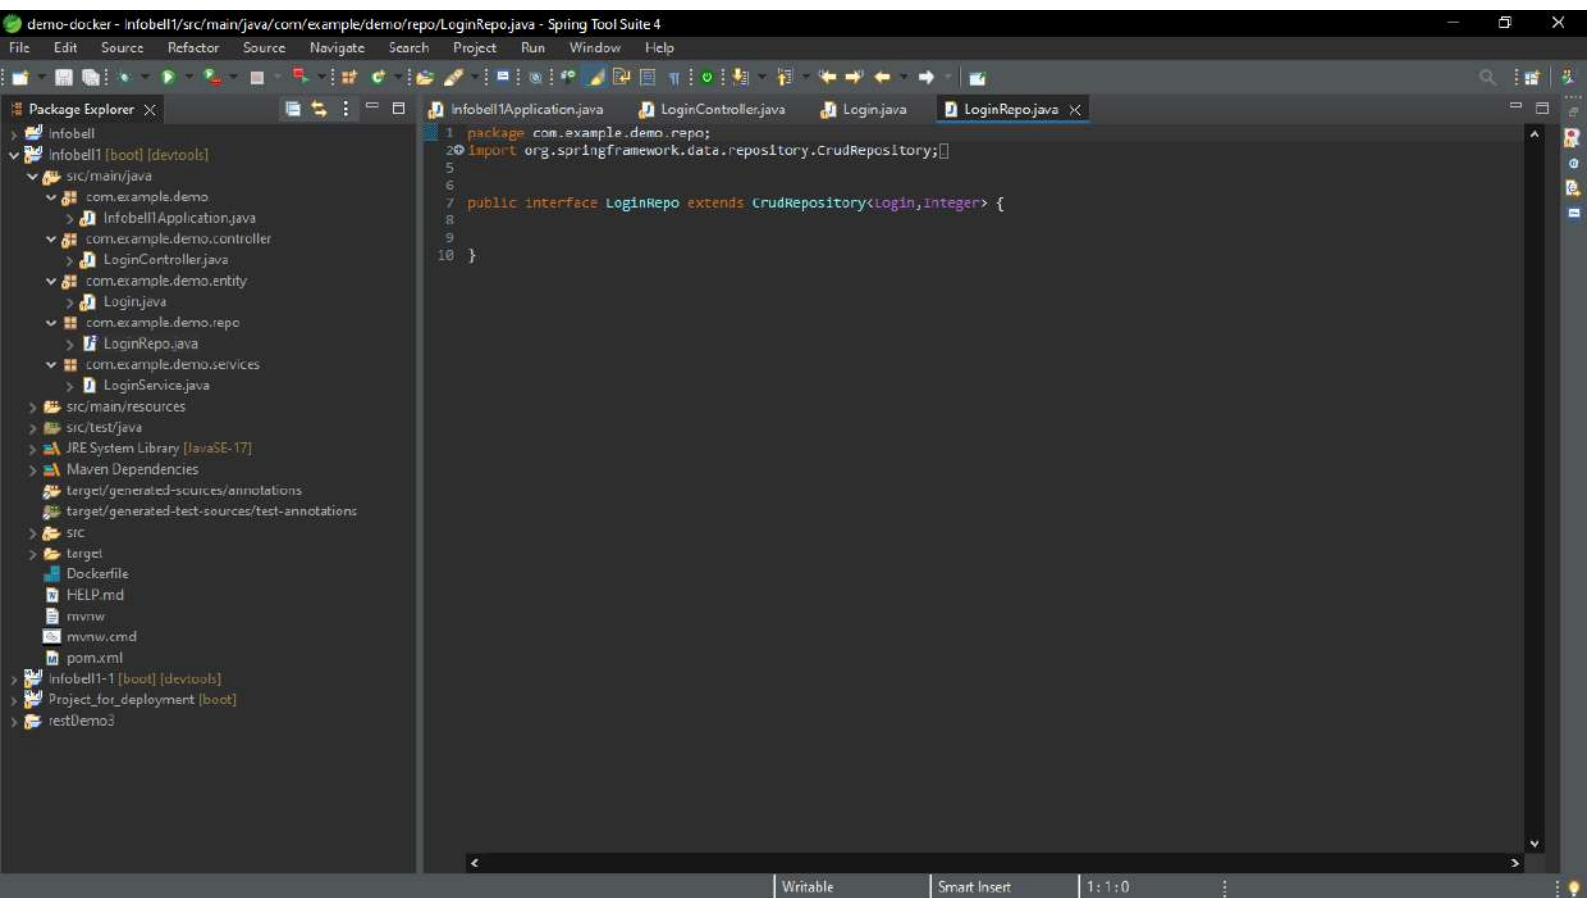 demo-docker - Infobell1/src/main/java/com/example/demo/repo/LoginRepo.java - Spring Tool Suite 4
File Edit Source Refactor Source Navigate Search Project Run Window Help
Package Explorer
Infobell1Application.java LoginController.java Login.java LoginRepo.java
Infobell
Infobell1 [boot] [devtools]
src/main/java
com.example.demo
Infobell1Application.java
com.example.demo.controller
LoginController.java
com.example.demo.entity
Login.java
com.example.demo.repo
LoginRepo.java
com.example.demo.services
LoginService.java
src/main/resources
src/test/java
JRE System Library [JavaSE-17]
Maven Dependencies
target/generated-sources/annotations
target/generated-test-sources/test-annotations
src
target
Dockerfile
HELP.md
mvnw
mvnw.cmd
pom.xml
Infobell1-1 [boot] [devtools]
Project_for_deployment [boot]
restDemo3
1 package com.example.demo.repo;
2 import org.springframework.data.repository.CrudRepository;
5
6
7 public interface LoginRepo extends CrudRepository<Login,Integer> {
8
9
10 }
Writable Smart Insert 1:1:0